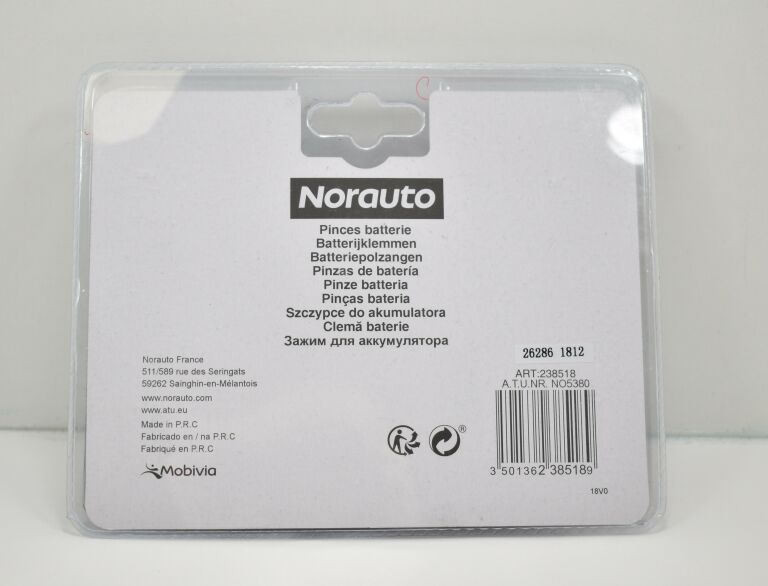 Norauto
Pinces batterie
Batterijklemmen
Batteriepolzangen
Pinzas de batería
Pinze batteria
Pinças bateria
Szczypce do akumulatora
Clemă baterie
Зажим для аккумулятора
26286 1812
Norauto France
511/589 rue des Seringats
59262 Sainghin-en-Mélantois
www.norauto.com
www.atu.eu
Made in P.R.C
Fabricado en / na P.R.C
Fabriqué en P.R.C
Mobivia
ART:238518
A.T.U.NR. NO5380
®
3 501362 385189
18V0